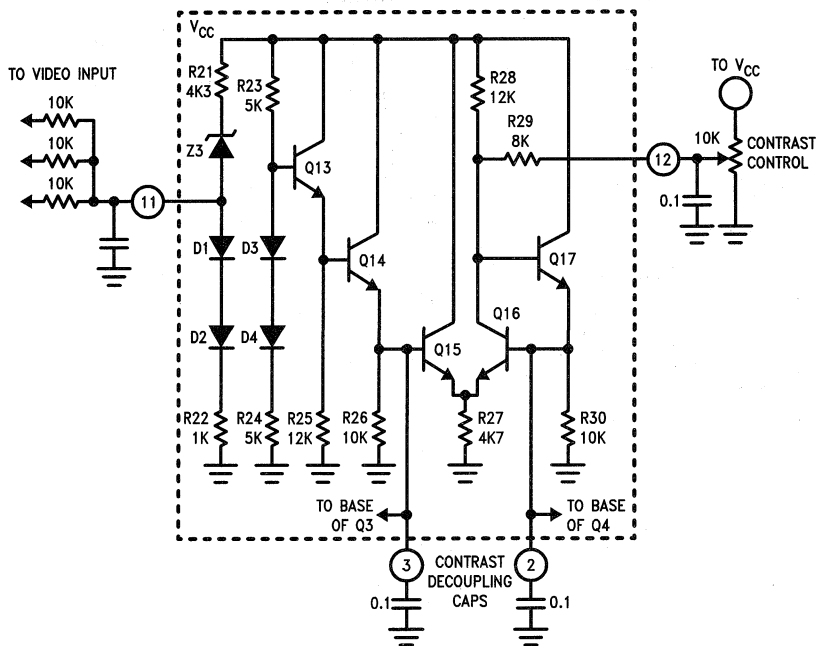 V_CC
TO VIDEO INPUT
10K
10K
10K
11
R21
4K3
Z3
D1
D2
R22
1K
R23
5K
D3
D4
R24
5K
Q13
R25
12K
Q14
R26
10K
Q15
R27
4K7
Q16
R28
12K
R29
8K
Q17
R30
10K
12
TO V_CC
10K
CONTRAST
CONTROL
0.1
TO BASE
OF Q3
TO BASE
OF Q4
3
CONTRAST
DECOUPLING
CAPS
2
0.1
0.1